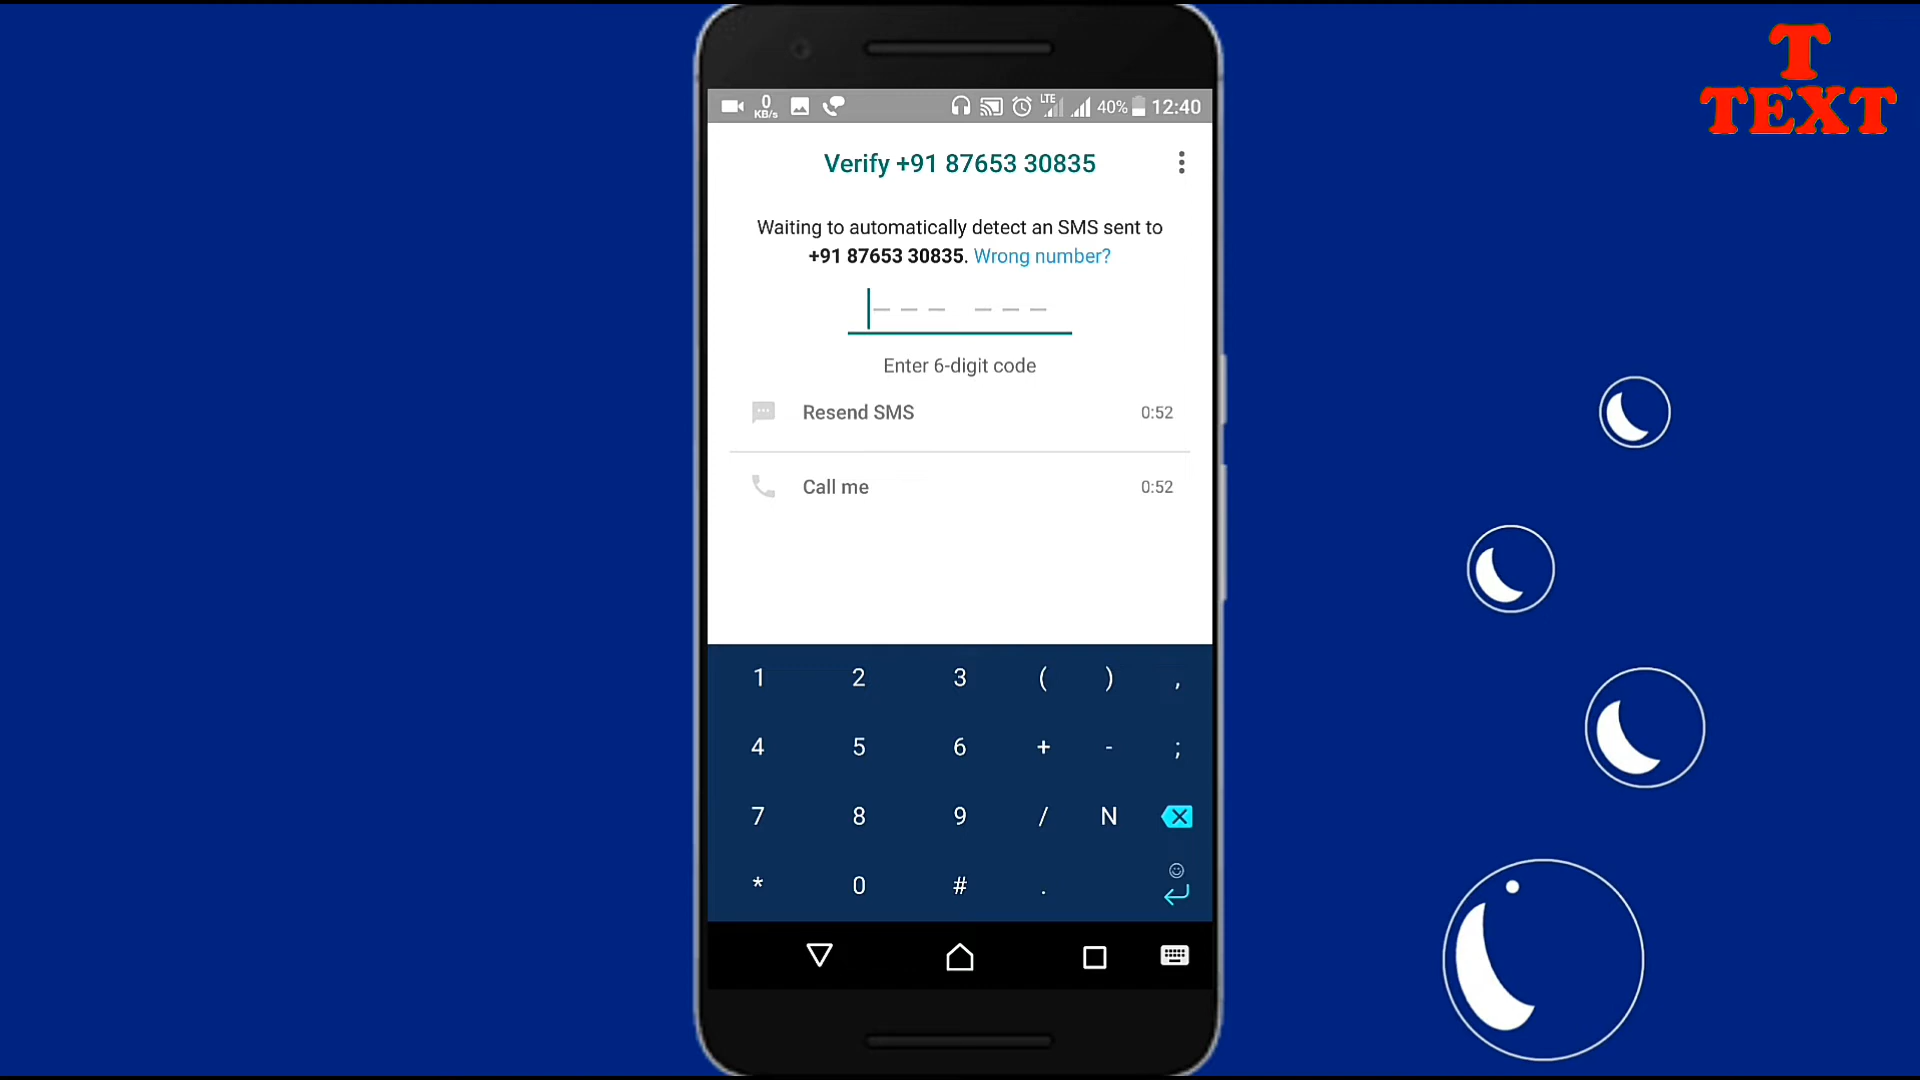 T
TEXT
0
KB/s
LTE
40%
12:40
Verify +91 87653 30835
Waiting to automatically detect an SMS sent to
+91 87653 30835. Wrong number?
Enter 6-digit code
Resend SMS 0:52
Call me 0:52
1 2 3 ( ) ,
4 5 6 + - ;
7 8 9 / N
* 0 # .